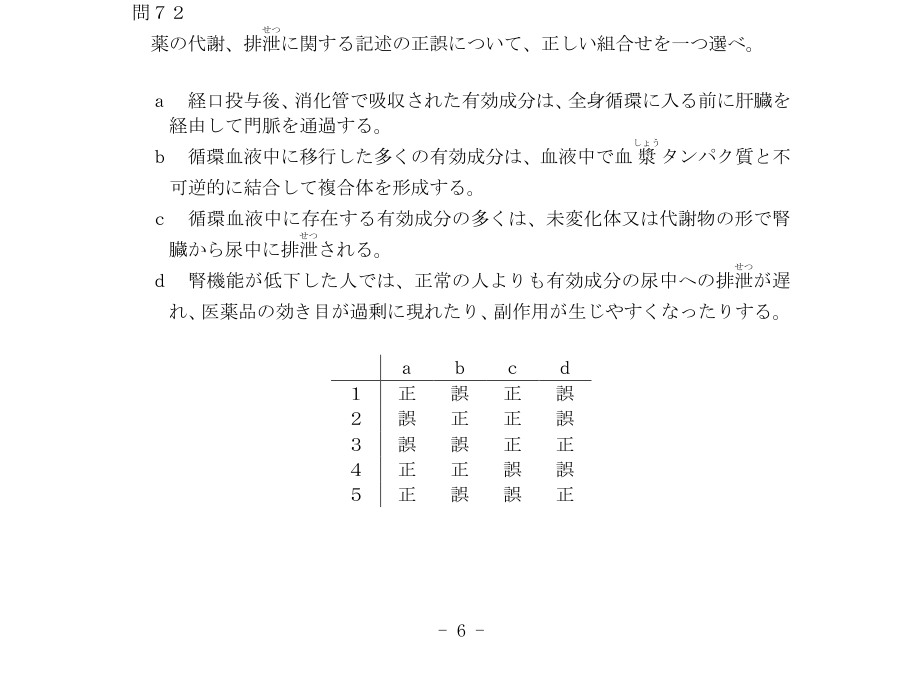 問７２
薬の代謝、排泄に関する記述の正誤について、正しい組合せを一つ選べ。
せつ
a　経口投与後、消化管で吸収された有効成分は、全身循環に入る前に肝臓を
経由して門脈を通過する。
b　循環血液中に移行した多くの有効成分は、血液中で血漿タンパク質と不
しょう
可逆的に結合して複合体を形成する。
c　循環血液中に存在する有効成分の多くは、未変化体又は代謝物の形で腎
臓から尿中に排泄される。
せつ
d　腎機能が低下した人では、正常の人よりも有効成分の尿中への排泄が遅
せつ
れ、医薬品の効き目が過剰に現れたり、副作用が生じやすくなったりする。
a b c d
１ 正 誤 正 誤
２ 誤 正 正 誤
３ 誤 誤 正 正
４ 正 正 誤 誤
５ 正 誤 誤 正
- 6 -